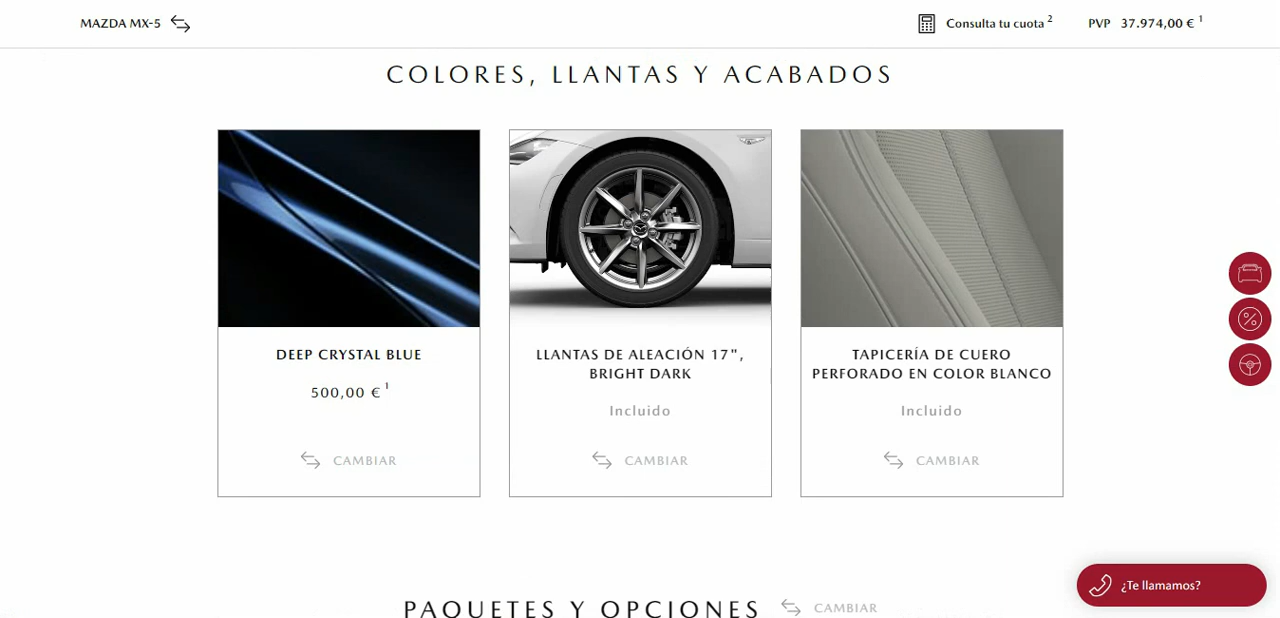 MAZDA MX-5
Consulta tu cuota 2
PVP 37.974,00 € 1
COLORES, LLANTAS Y ACABADOS
DEEP CRYSTAL BLUE
500,00 € 1
CAMBIAR
LLANTAS DE ALEACIÓN 17",
BRIGHT DARK
Incluido
CAMBIAR
TAPICERÍA DE CUERO
PERFORADO EN COLOR BLANCO
Incluido
CAMBIAR
¿Te llamamos?
PAQUETES Y OPCIONES
CAMBIAR